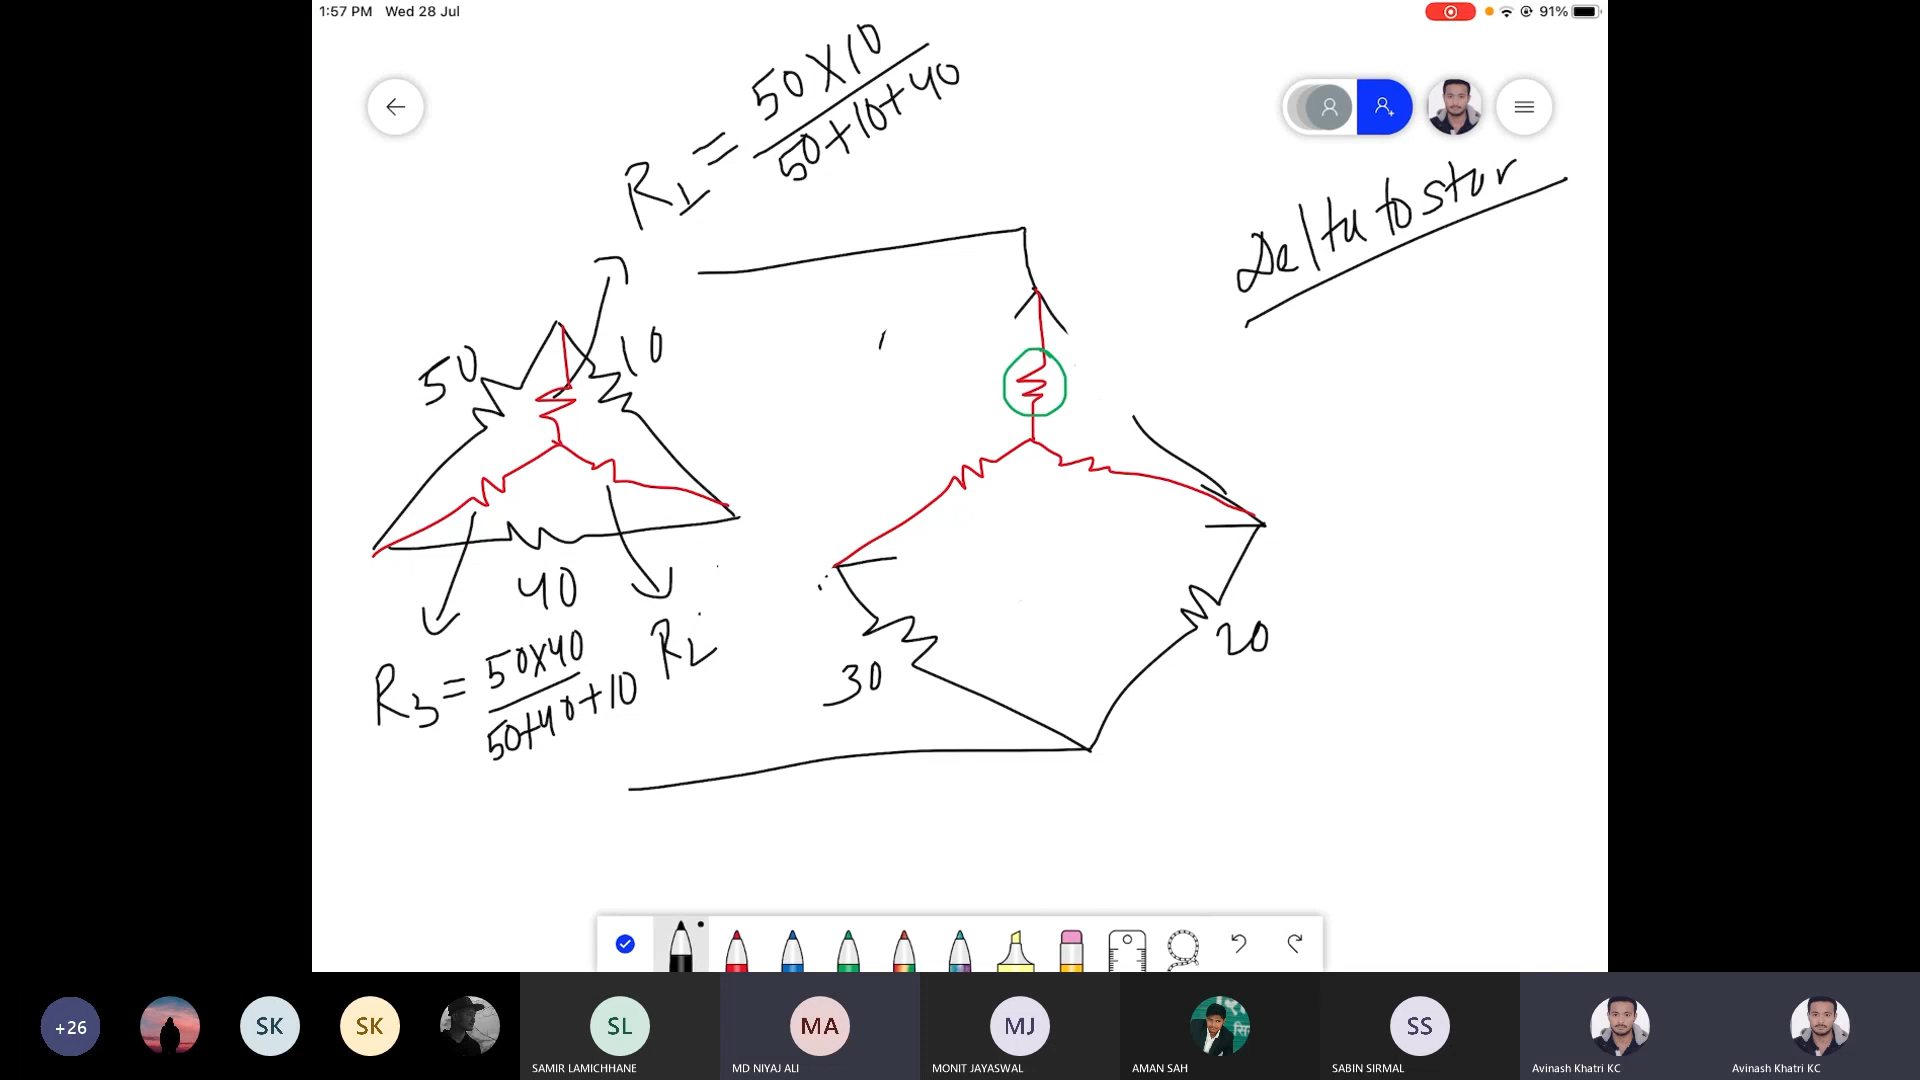 1:57 PM Wed 28 Jul
91%
R1 = 50 X 10
50+10+40
Delta to star
50
10
40
R3 = 50X40
50+40+10
R2
30
20
+26
SK
SK
SL
MA
MJ
SS
SAMIR LAMICHHANE
MD NIYAJ ALI
MONIT JAYASWAL
AMAN SAH
SABIN SIRMAL
Avinash Khatri KC
Avinash Khatri KC